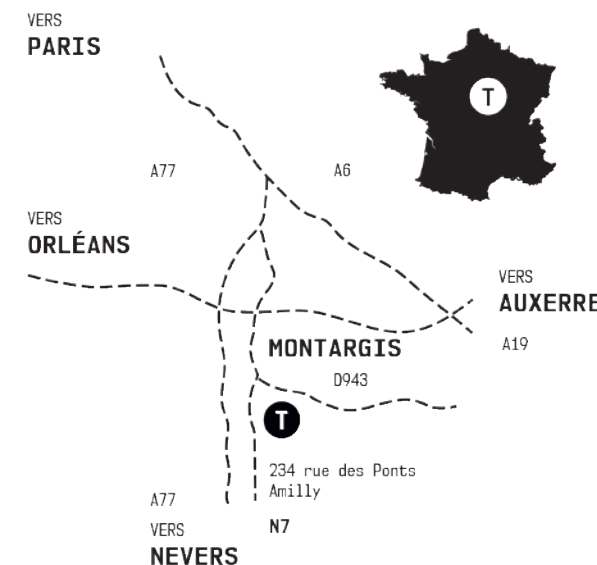 VERS
PARIS
T
A77
A6
VERS
ORLÉANS
VERS
AUXERRE
A19
MONTARGIS
D943
T
234 rue des Ponts
Amilly
A77
N7
VERS
NEVERS